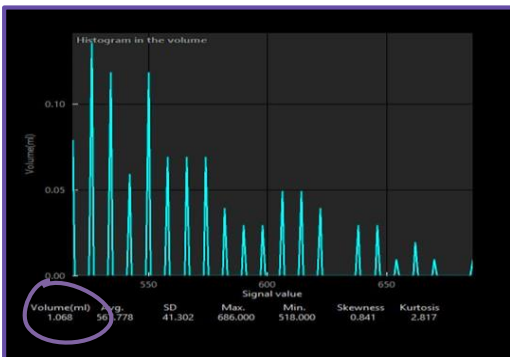 Histogram in the volume
Volume(ml)
0.10
0.05
0.00
550 600 650
Signal value
Volume(ml) Avg. SD Max. Min. Skewness Kurtosis
1.068 41.302 686.000 518.000 0.841 2.817